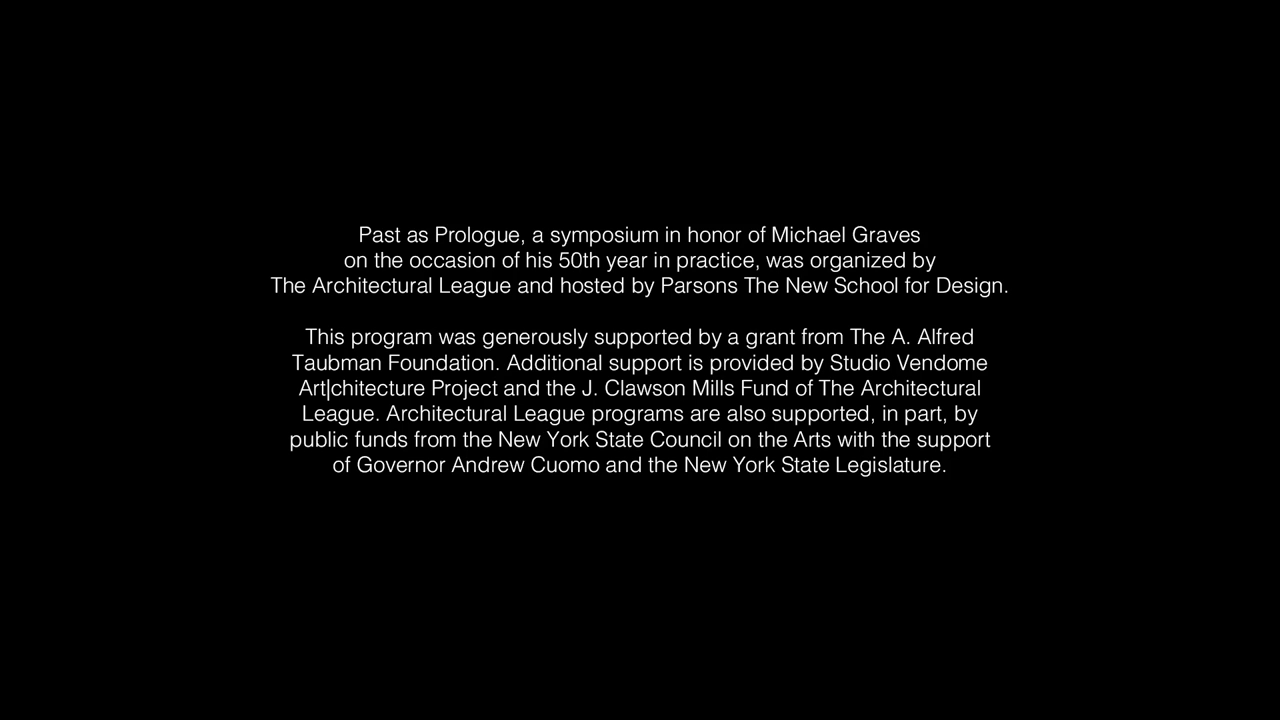 Past as Prologue, a symposium in honor of Michael Graves
on the occasion of his 50th year in practice, was organized by
The Architectural League and hosted by Parsons The New School for Design.
This program was generously supported by a grant from The A. Alfred
Taubman Foundation. Additional support is provided by Studio Vendome
Art|chitecture Project and the J. Clawson Mills Fund of The Architectural
League. Architectural League programs are also supported, in part, by
public funds from the New York State Council on the Arts with the support
of Governor Andrew Cuomo and the New York State Legislature.